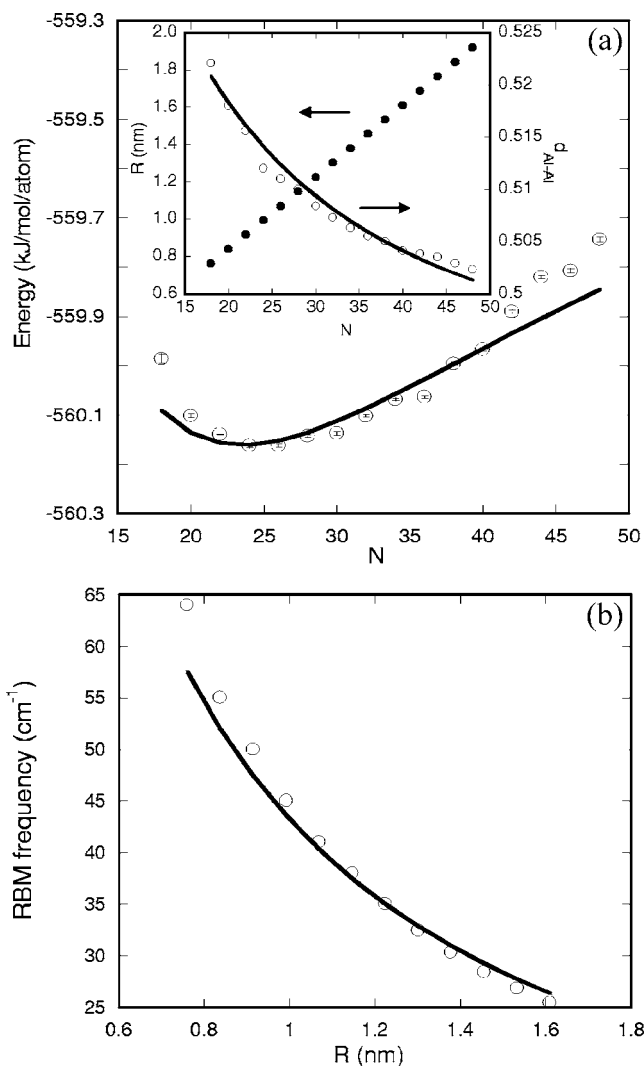 (a)
Energy (kJ/mol/atom)
-559.3
-559.5
-559.7
-559.9
-560.1
-560.3
15 20 25 30 35 40 45 50
N
R (nm)
2.0
1.8
1.6
1.4
1.2
1.0
0.8
0.6
15 20 25 30 35 40 45 50
N
0.525
0.52
0.515
0.51
0.505
0.5
d Al-Al
(b)
RBM frequency (cm-1)
65
60
55
50
45
40
35
30
25
0.6 0.8 1 1.2 1.4 1.6 1.8
R (nm)